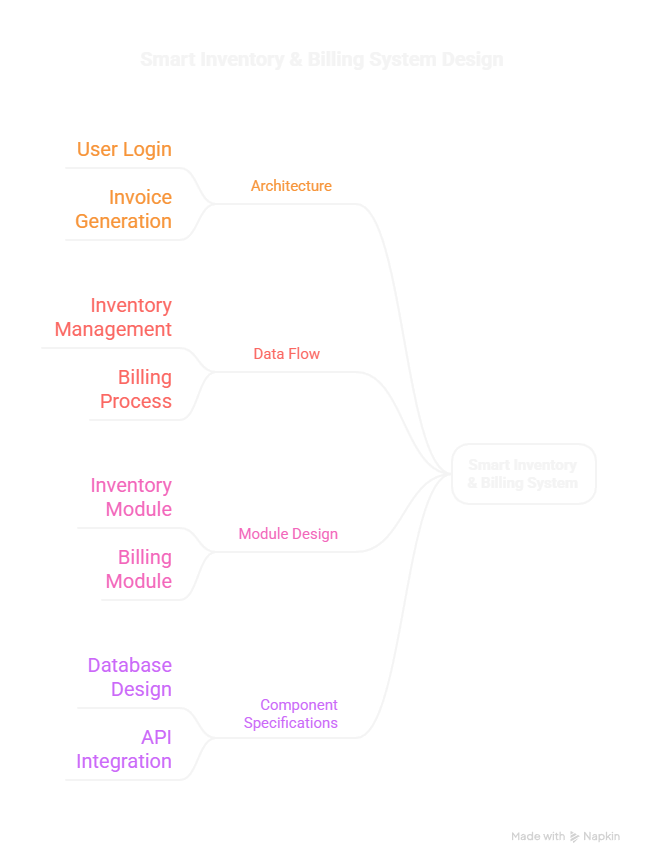 Smart Inventory & Billing System Design
User Login
Invoice
Generation
Architecture
Inventory
Management
Billing
Process
Data Flow
Smart Inventory
& Billing System
Inventory
Module
Billing
Module
Module Design
Database
Design
API
Integration
Component
Specifications
Made with Napkin